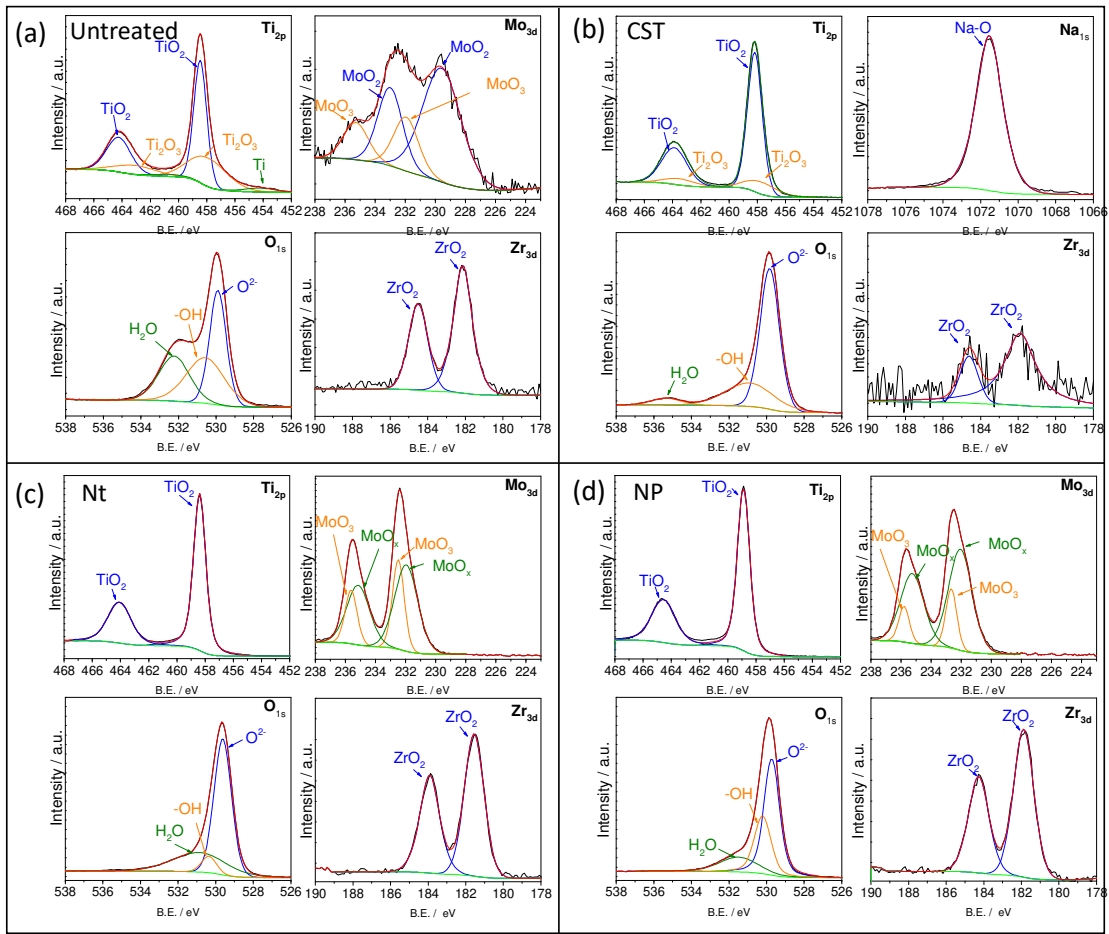 (a) Untreated
Ti2p
TiO2
TiO2
Ti2O3
Ti2O3
Ti
Intensity / a.u.
468 466 464 462 460 458 456 454 452
B.E. / eV
Mo3d
MoO2
MoO2
MoO3
MoO3
Intensity / a.u.
238 236 234 232 230 228 226 224
B.E. / eV
O1s
O2-
-OH
H2O
Intensity / a.u.
538 536 534 532 530 528 526
B.E. / eV
Zr3d
ZrO2
ZrO2
Intensity / a.u.
190 188 186 184 182 180 178
B.E. / eV
(b) CST
Ti2p
TiO2
TiO2
Ti2O3
Ti2O3
Intensity / a.u.
468 466 464 462 460 458 456 454 452
B.E. / eV
Na1s
Na-O
Intensity / a.u.
1078 1076 1074 1072 1070 1068 1066
B.E. / eV
O1s
O2-
-OH
H2O
Intensity / a.u.
538 536 534 532 530 528 526
B.E. / eV
Zr3d
ZrO2
ZrO2
Intensity / a.u.
190 188 186 184 182 180 178
B.E. / eV
(c) Nt
TiO2
Ti2p
TiO2
Intensity / a.u.
468 466 464 462 460 458 456 454 452
B.E. / eV
Mo3d
MoO3
MoOx
MoO3
MoOx
Intensity / a.u.
238 236 234 232 230 228 226 224
B.E. / eV
O1s
O2-
-OH
H2O
Intensity / a.u.
538 536 534 532 530 528 526
B.E. / eV
Zr3d
ZrO2
ZrO2
Intensity / a.u.
190 188 186 184 182 180 178
B.E. / eV
(d) NP
TiO2
Ti2p
TiO2
Intensity / a.u.
468 466 464 462 460 458 456 454 452
B.E. / eV
Mo3d
MoO3
MoOx
MoOx
MoO3
Intensity / a.u.
238 236 234 232 230 228 226 224
B.E. / eV
O1s
O2-
-OH
H2O
Intensity / a.u.
538 536 534 532 530 528 526
B.E. / eV
Zr3d
ZrO2
ZrO2
Intensity / a.u.
190 188 186 184 182 180 178
B.E. / eV